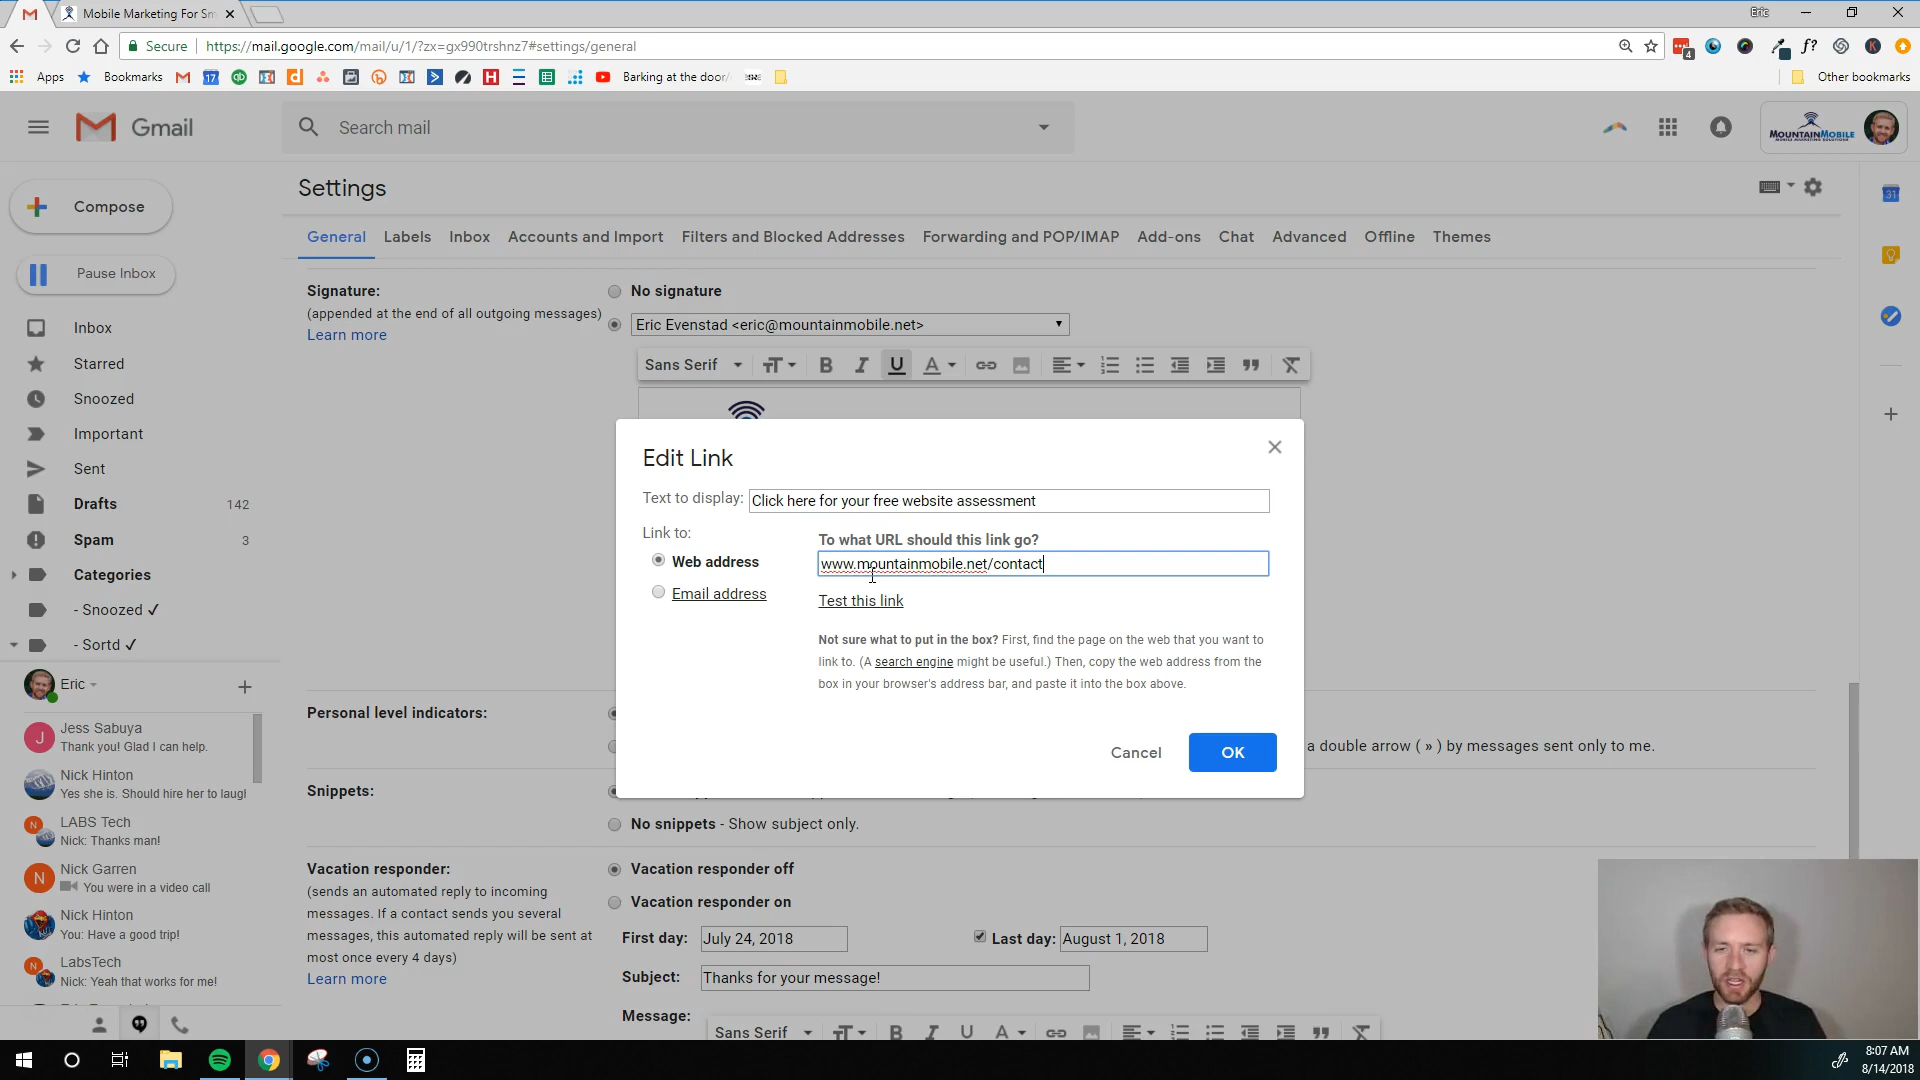 Mobile Marketing For Sm
Eric
Secure
https://mail.google.com/mail/u/1/?zx=gx990trshnz7#settings/general
4
f?
K
Apps
Bookmarks
17
Barking at the door
Other bookmarks
Gmail
Search mail
MOUNTAINMOBILE
MOBILE MARKETING SOLUTIONS
Compose
Settings
31
General Labels Inbox Accounts and Import Filters and Blocked Addresses Forwarding and POP/IMAP Add-ons Chat Advanced Offline Themes
Pause Inbox
Signature:
(appended at the end of all outgoing messages)
Learn more
No signature
Eric Evenstad <eric@mountainmobile.net>
Sans Serif
Inbox
Starred
Snoozed
Important
Sent
Drafts 142
Spam 3
Categories
- Snoozed ✓
- Sortd ✓
Edit Link
Text to display: Click here for your free website assessment
Link to:
Web address
Email address
To what URL should this link go?
www.mountainmobile.net/contact
Test this link
Not sure what to put in the box? First, find the page on the web that you want to
link to. (A search engine might be useful.) Then, copy the web address from the
box in your browser's address bar, and paste it into the box above.
Cancel
OK
Eric
J
Jess Sabuya
Thank you! Glad I can help.
Nick Hinton
Yes she is. Should hire her to laugh
N
LABS Tech
Nick: Thanks man!
N
Nick Garren
You were in a video call
Nick Hinton
You: Have a good trip!
N
LabsTech
Nick: Yeah that works for me!
Personal level indicators:
a double arrow ( » ) by messages sent only to me.
Snippets:
No snippets - Show subject only.
Vacation responder:
(sends an automated reply to incoming
messages. If a contact sends you several
messages, this automated reply will be sent at
most once every 4 days)
Learn more
Vacation responder off
Vacation responder on
First day: July 24, 2018
Last day: August 1, 2018
Subject: Thanks for your message!
Message:
Sans Serif
8:07 AM
8/14/2018